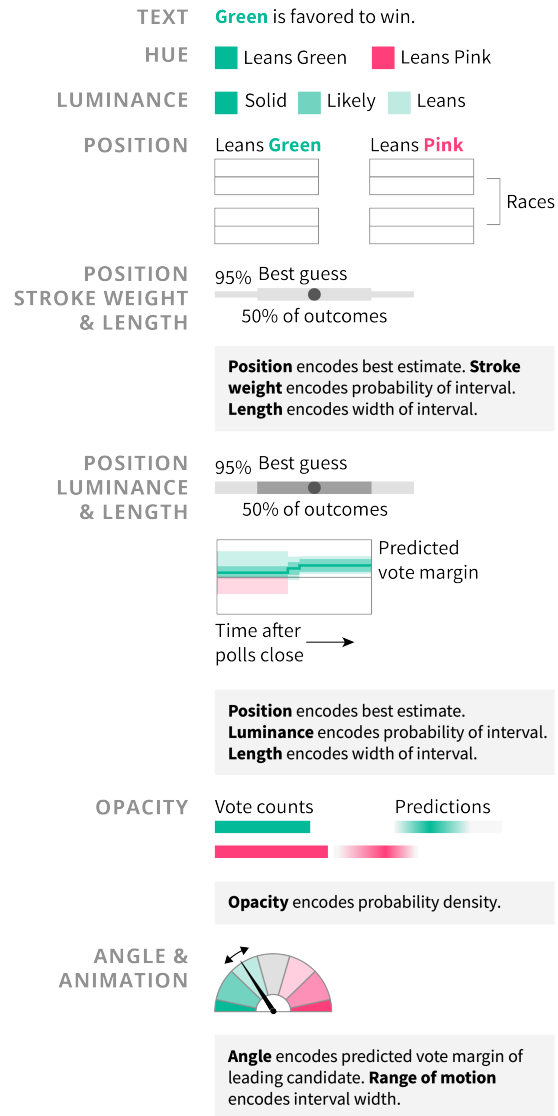 TEXT
Green is favored to win.
HUE
Leans Green
Leans Pink
LUMINANCE
Solid
Likely
Leans
POSITION
Leans Green
Leans Pink
Races
POSITION
STROKE WEIGHT
& LENGTH
95%
Best guess
50% of outcomes
Position encodes best estimate. Stroke
weight encodes probability of interval.
Length encodes width of interval.
POSITION
LUMINANCE
& LENGTH
95%
Best guess
50% of outcomes
Predicted
vote margin
Time after
polls close
Position encodes best estimate.
Luminance encodes probability of interval.
Length encodes width of interval.
OPACITY
Vote counts
Predictions
Opacity encodes probability density.
ANGLE &
ANIMATION
Angle encodes predicted vote margin of
leading candidate. Range of motion
encodes interval width.